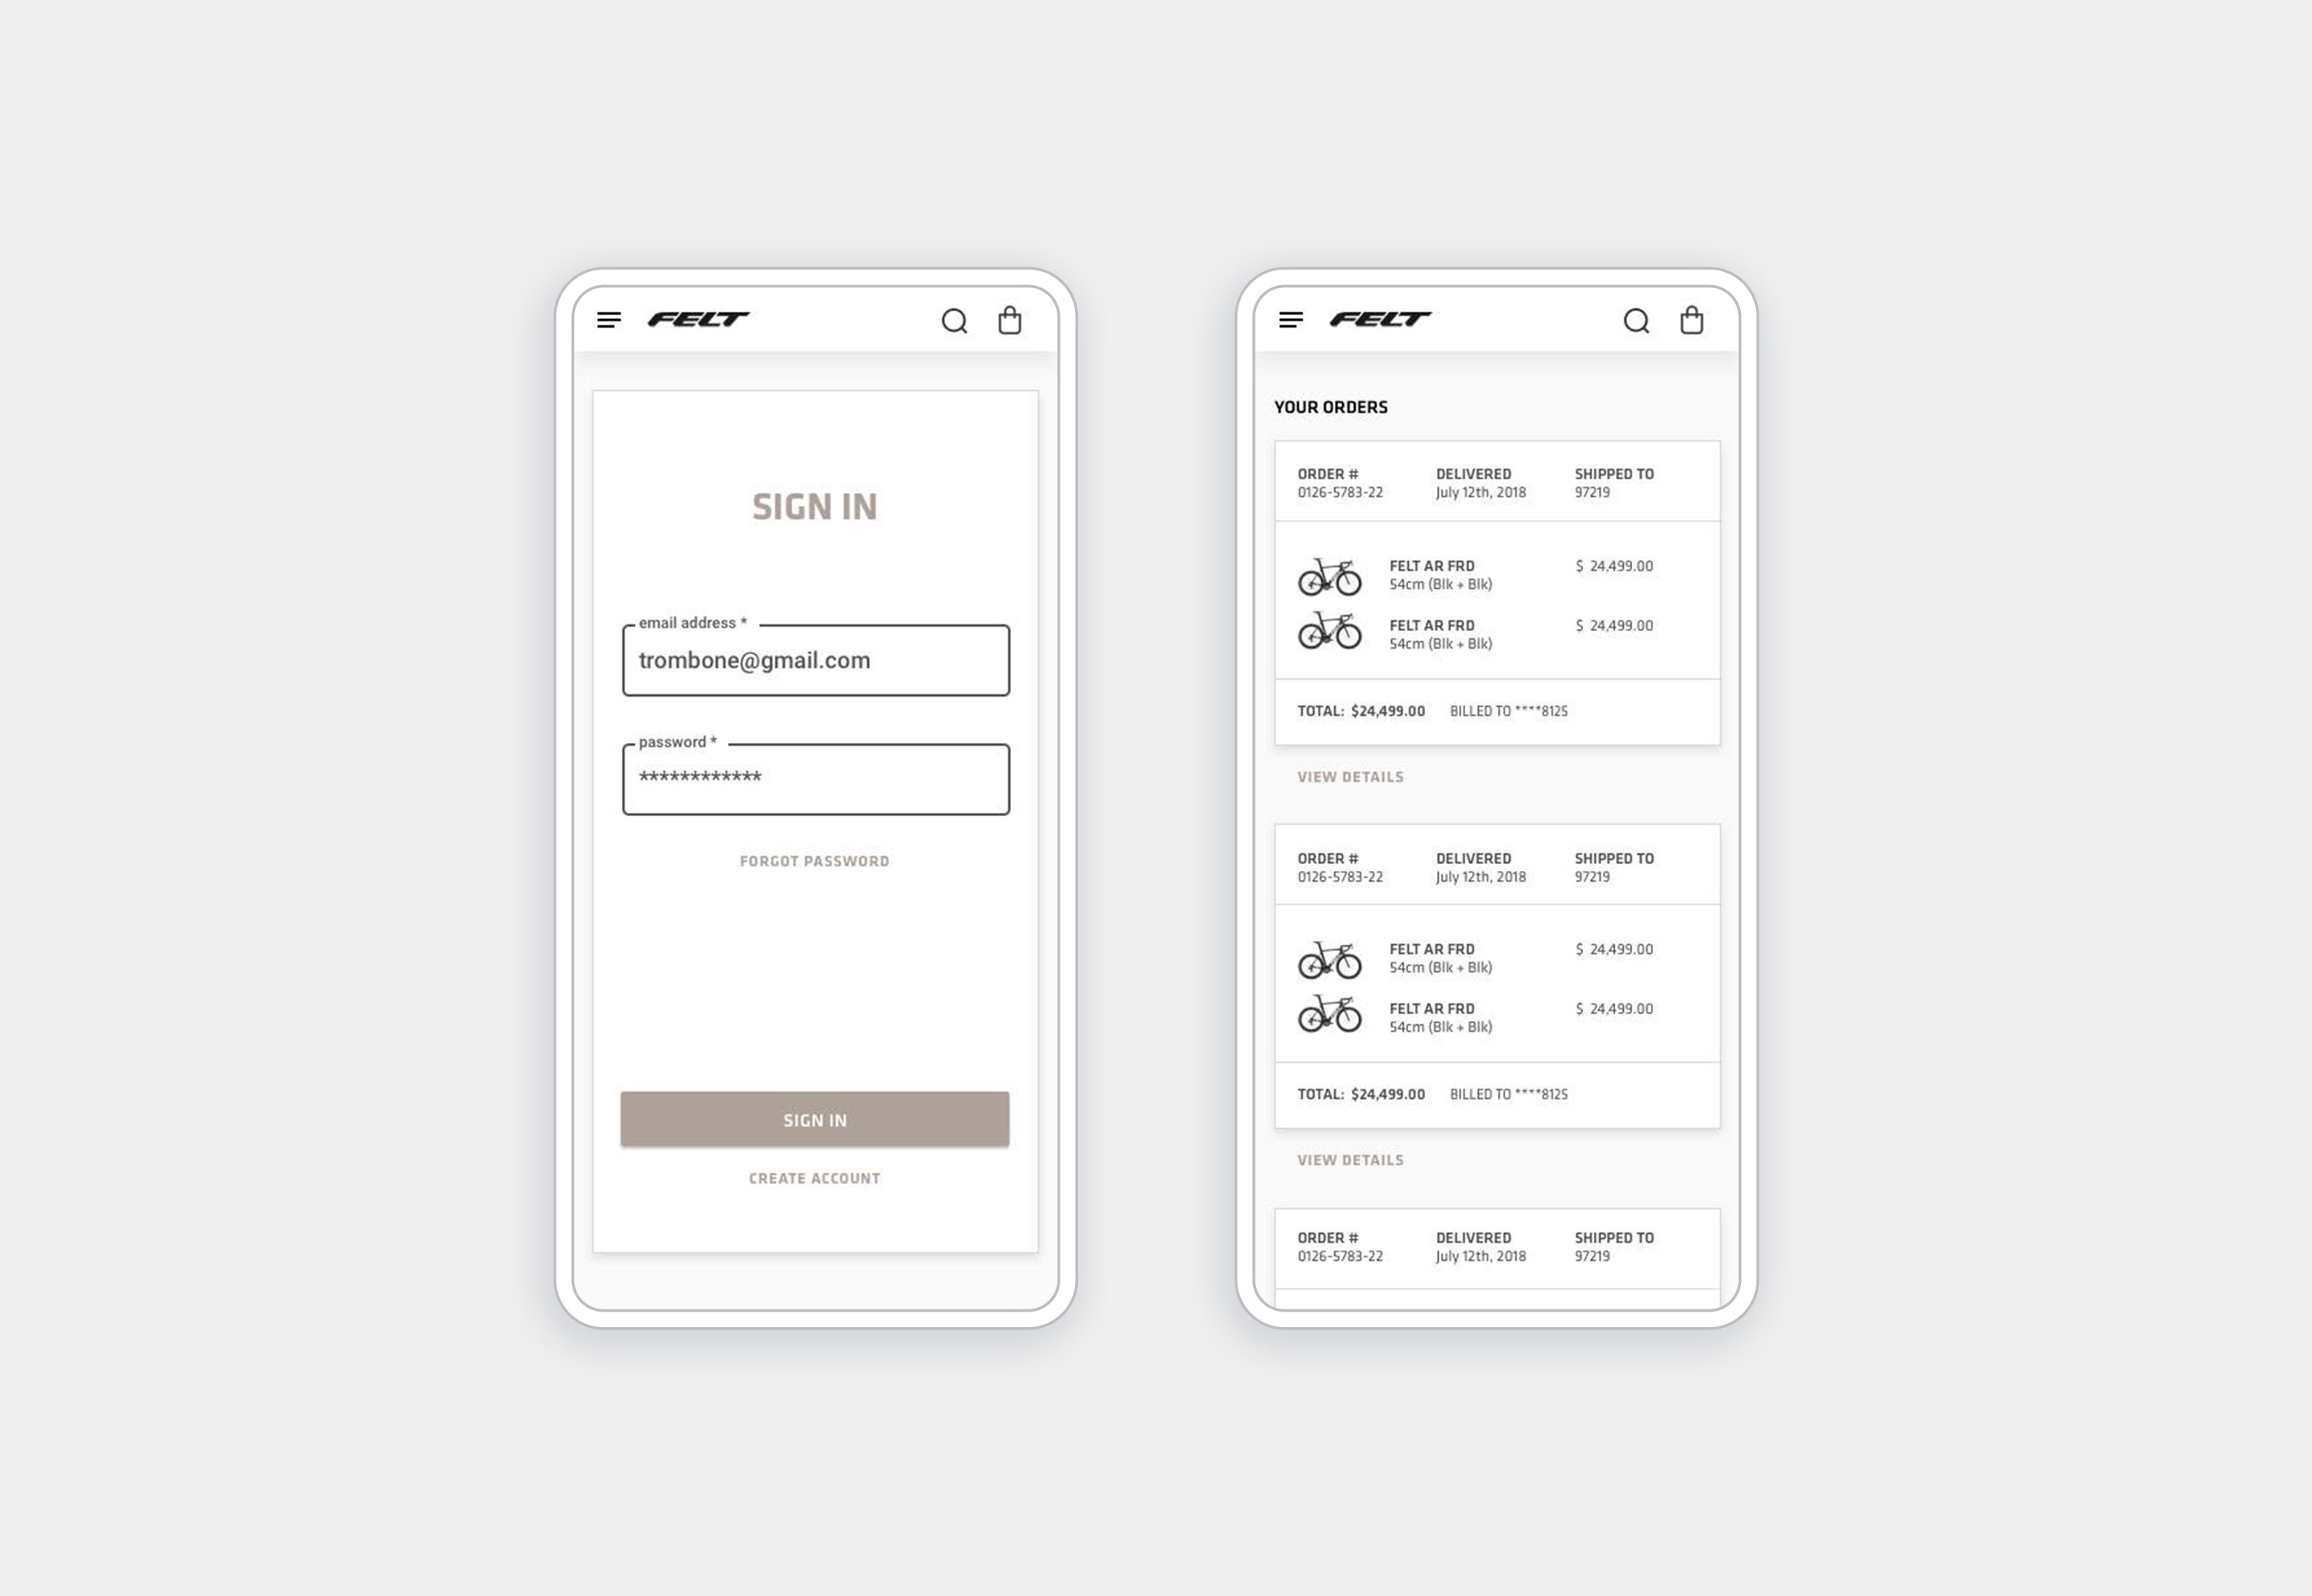 FELT
SIGN IN
email address *
trombone@gmail.com
password *
************
FORGOT PASSWORD
SIGN IN
CREATE ACCOUNT
FELT
YOUR ORDERS
ORDER # DELIVERED SHIPPED TO
0126-5783-22 July 12th, 2018 97219
FELT AR FRD $ 24,499.00
54cm (Blk + Blk)
FELT AR FRD $ 24,499.00
54cm (Blk + Blk)
TOTAL: $24,499.00 BILLED TO ****8125
VIEW DETAILS
ORDER # DELIVERED SHIPPED TO
0126-5783-22 July 12th, 2018 97219
FELT AR FRD $ 24,499.00
54cm (Blk + Blk)
FELT AR FRD $ 24,499.00
54cm (Blk + Blk)
TOTAL: $24,499.00 BILLED TO ****8125
VIEW DETAILS
ORDER # DELIVERED SHIPPED TO
0126-5783-22 July 12th, 2018 97219